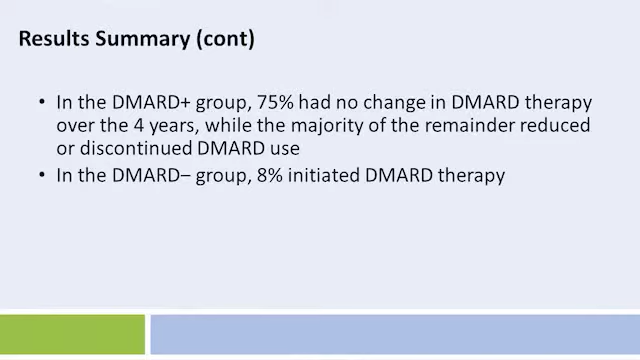 Results Summary (cont)
• In the DMARD+ group, 75% had no change in DMARD therapy
over the 4 years, while the majority of the remainder reduced
or discontinued DMARD use
• In the DMARD− group, 8% initiated DMARD therapy